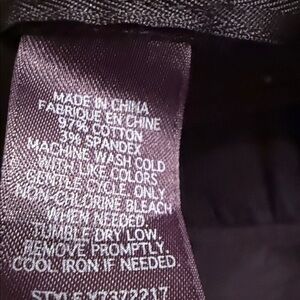 MADE IN CHINA
FABRIQUE EN CHINE
97% COTTON
3% SPANDEX
MACHINE WASH COLD
WITH LIKE COLORS
GENTLE CYCLE ONLY
NON-CHLORINE BLEACH
WHEN NEEDED
TUMBLE DRY LOW
REMOVE PROMPTLY
COOL IRON IF NEEDED
STYLE